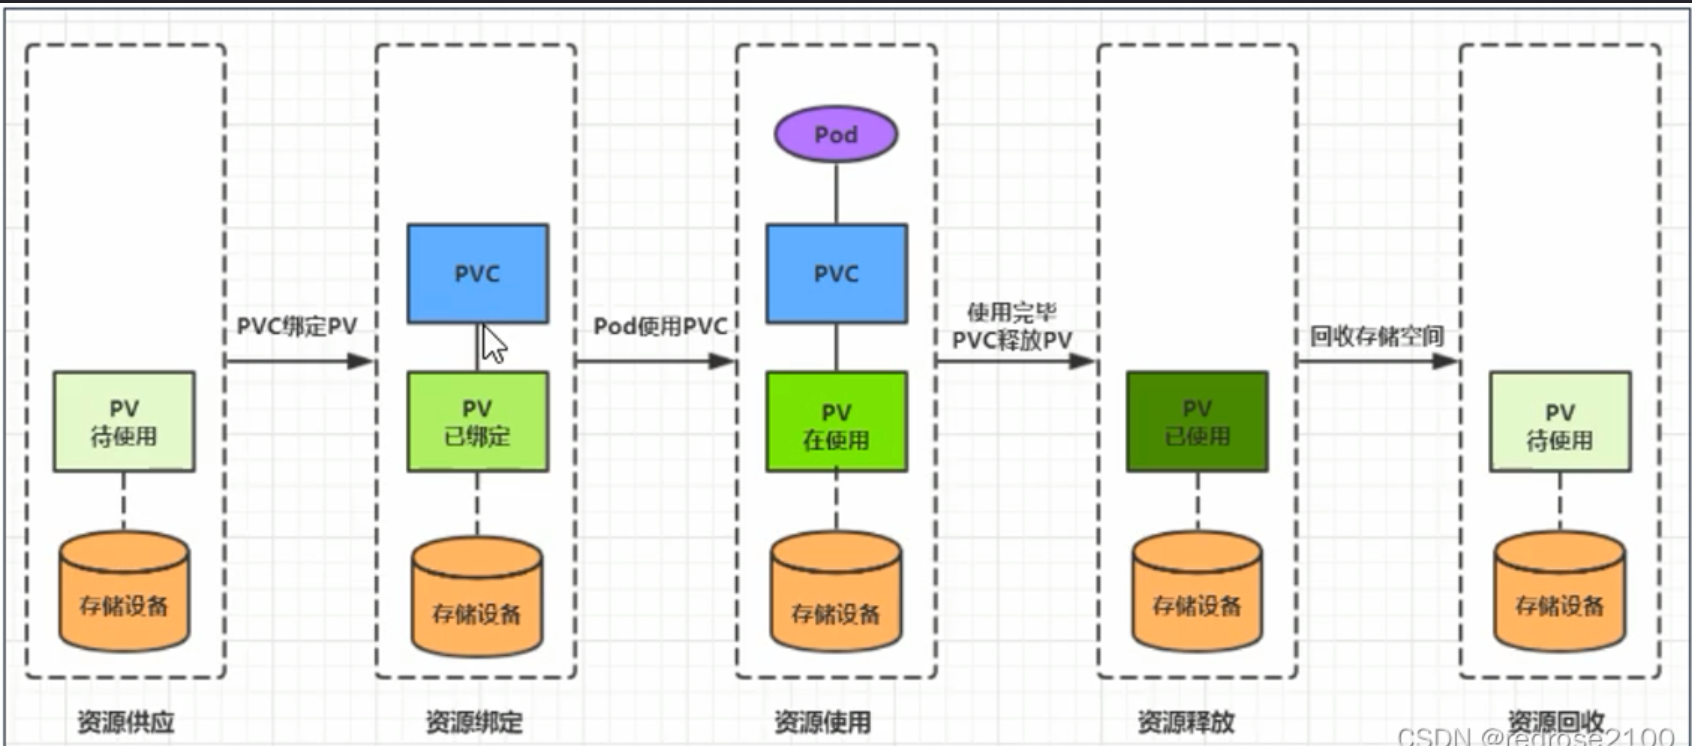 Pod
PVC
PVC
PVC绑定PV
Pod使用PVC
使用完毕
PVC释放PV
回收存储空间
PV
待使用
PV
已绑定
PV
在使用
PV
已使用
PV
待使用
存储设备
存储设备
存储设备
存储设备
存储设备
资源供应
资源绑定
资源使用
资源释放
资源回收
CSDN @redrose2100